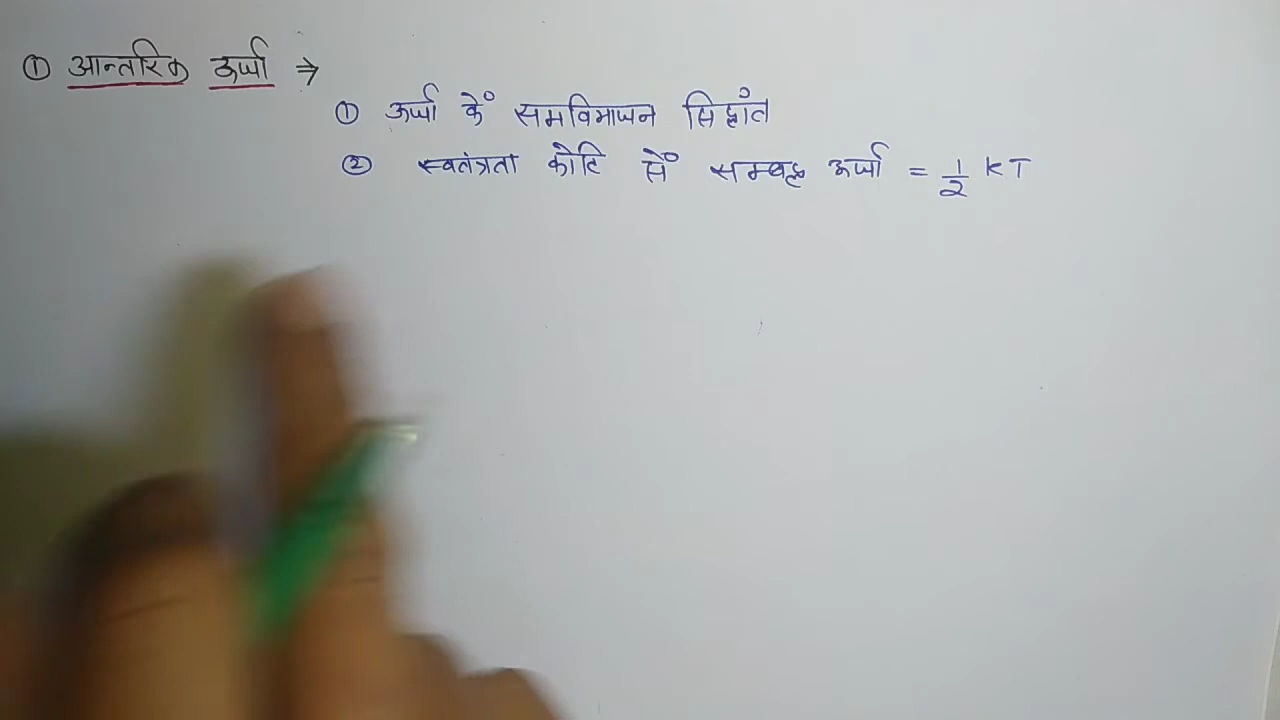 ① आन्तरिक ऊर्जा ⇒
① ऊर्जा कें समविभाजन सिद्धांत
② स्वतंत्रता कोटि सें सम्बद्ध ऊर्जा = 1/2 KT